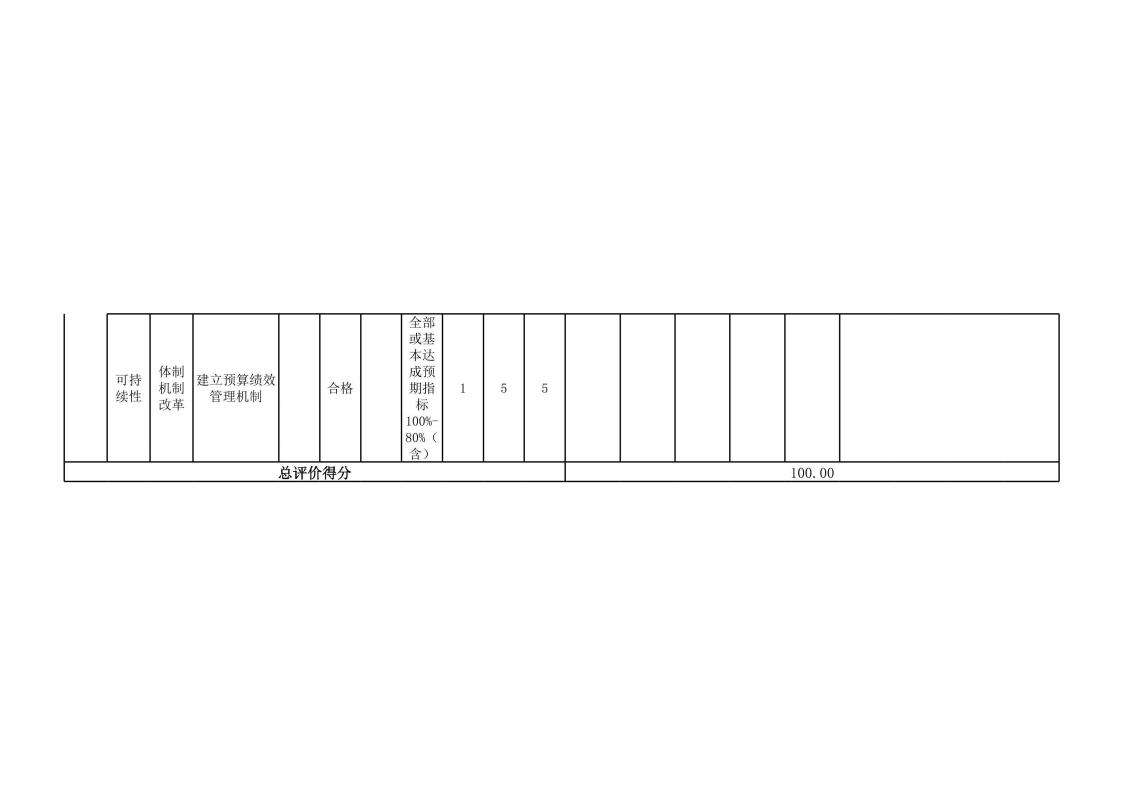 可持
续性
体制
机制
改革
建立预算绩效
管理机制
合格
全部
或基
本达
成预
期指
标
100%-
80%（
含）
1
5
5
总评价得分
100.00